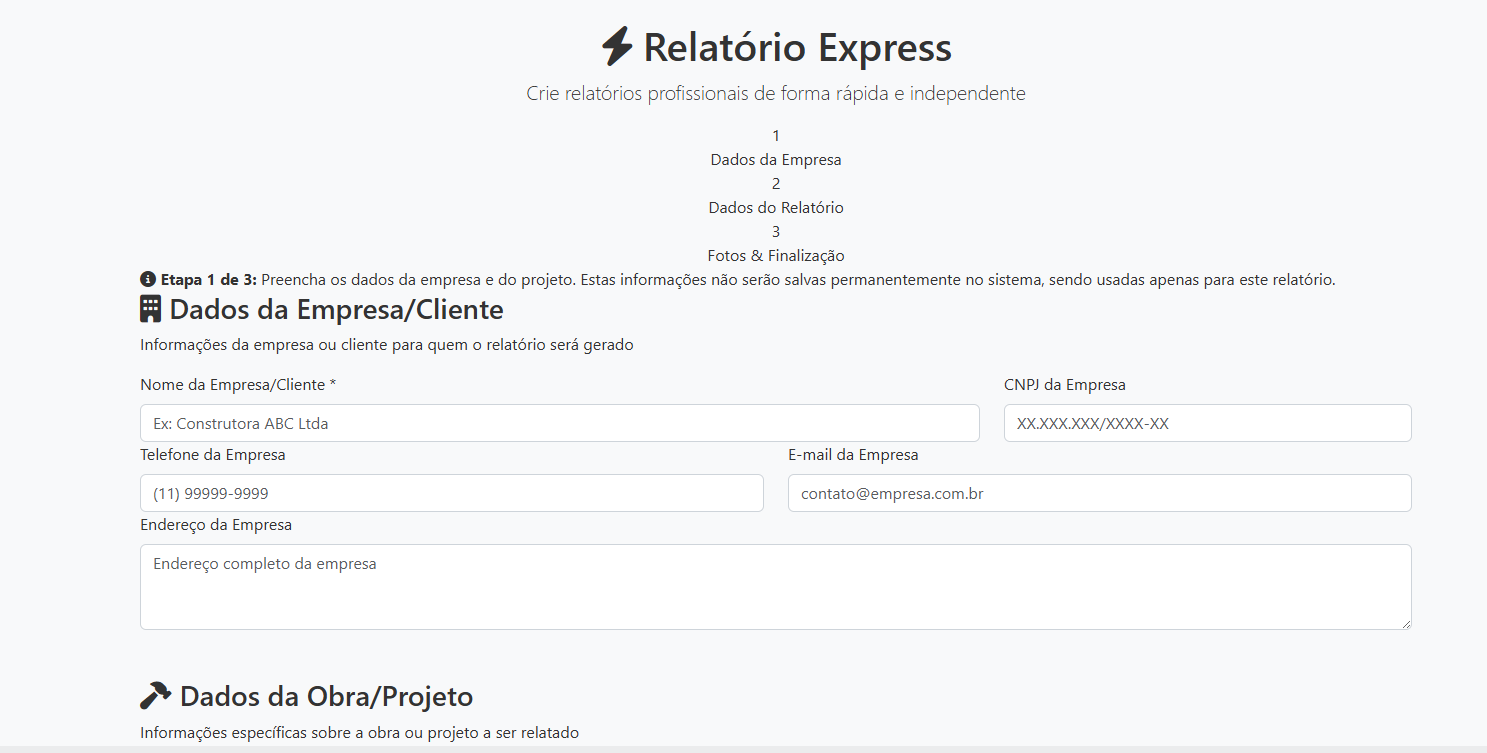 Relatório Express
Crie relatórios profissionais de forma rápida e independente
1
Dados da Empresa
2
Dados do Relatório
3
Fotos & Finalização
Etapa 1 de 3: Preencha os dados da empresa e do projeto. Estas informações não serão salvas permanentemente no sistema, sendo usadas apenas para este relatório.
Dados da Empresa/Cliente
Informações da empresa ou cliente para quem o relatório será gerado
Nome da Empresa/Cliente * CNPJ da Empresa
Ex: Construtora ABC Ltda XX.XXX.XXX/XXXX-XX
Telefone da Empresa E-mail da Empresa
(11) 99999-9999 contato@empresa.com.br
Endereço da Empresa
Endereço completo da empresa
Dados da Obra/Projeto
Informações específicas sobre a obra ou projeto a ser relatado